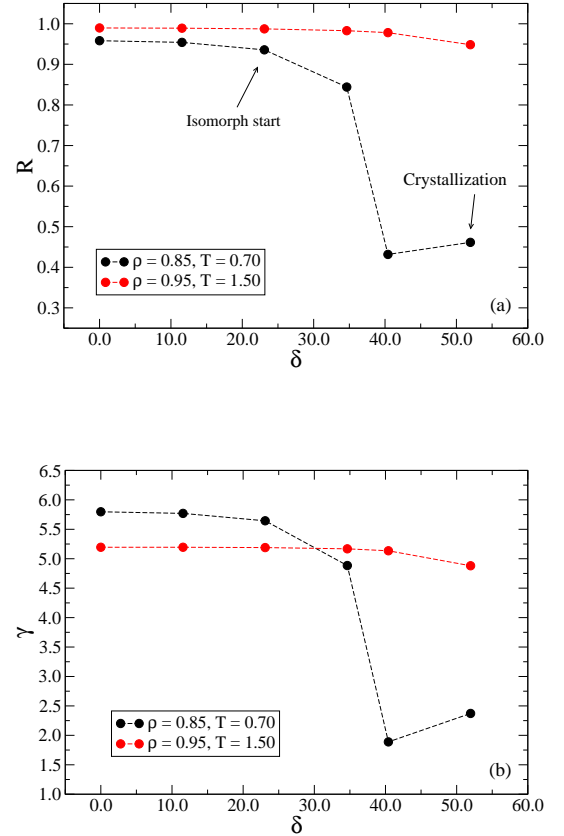 1.0
0.9
0.8
0.7
0.6
0.5
0.4
0.3
R
Isomorph start
Crystallization
ρ = 0.85, T = 0.70
ρ = 0.95, T = 1.50
(a)
0.0 10.0 20.0 30.0 40.0 50.0 60.0
δ
6.5
6.0
5.5
5.0
4.5
4.0
3.5
3.0
2.5
2.0
1.5
1.0
γ
ρ = 0.85, T = 0.70
ρ = 0.95, T = 1.50
(b)
0.0 10.0 20.0 30.0 40.0 50.0 60.0
δ